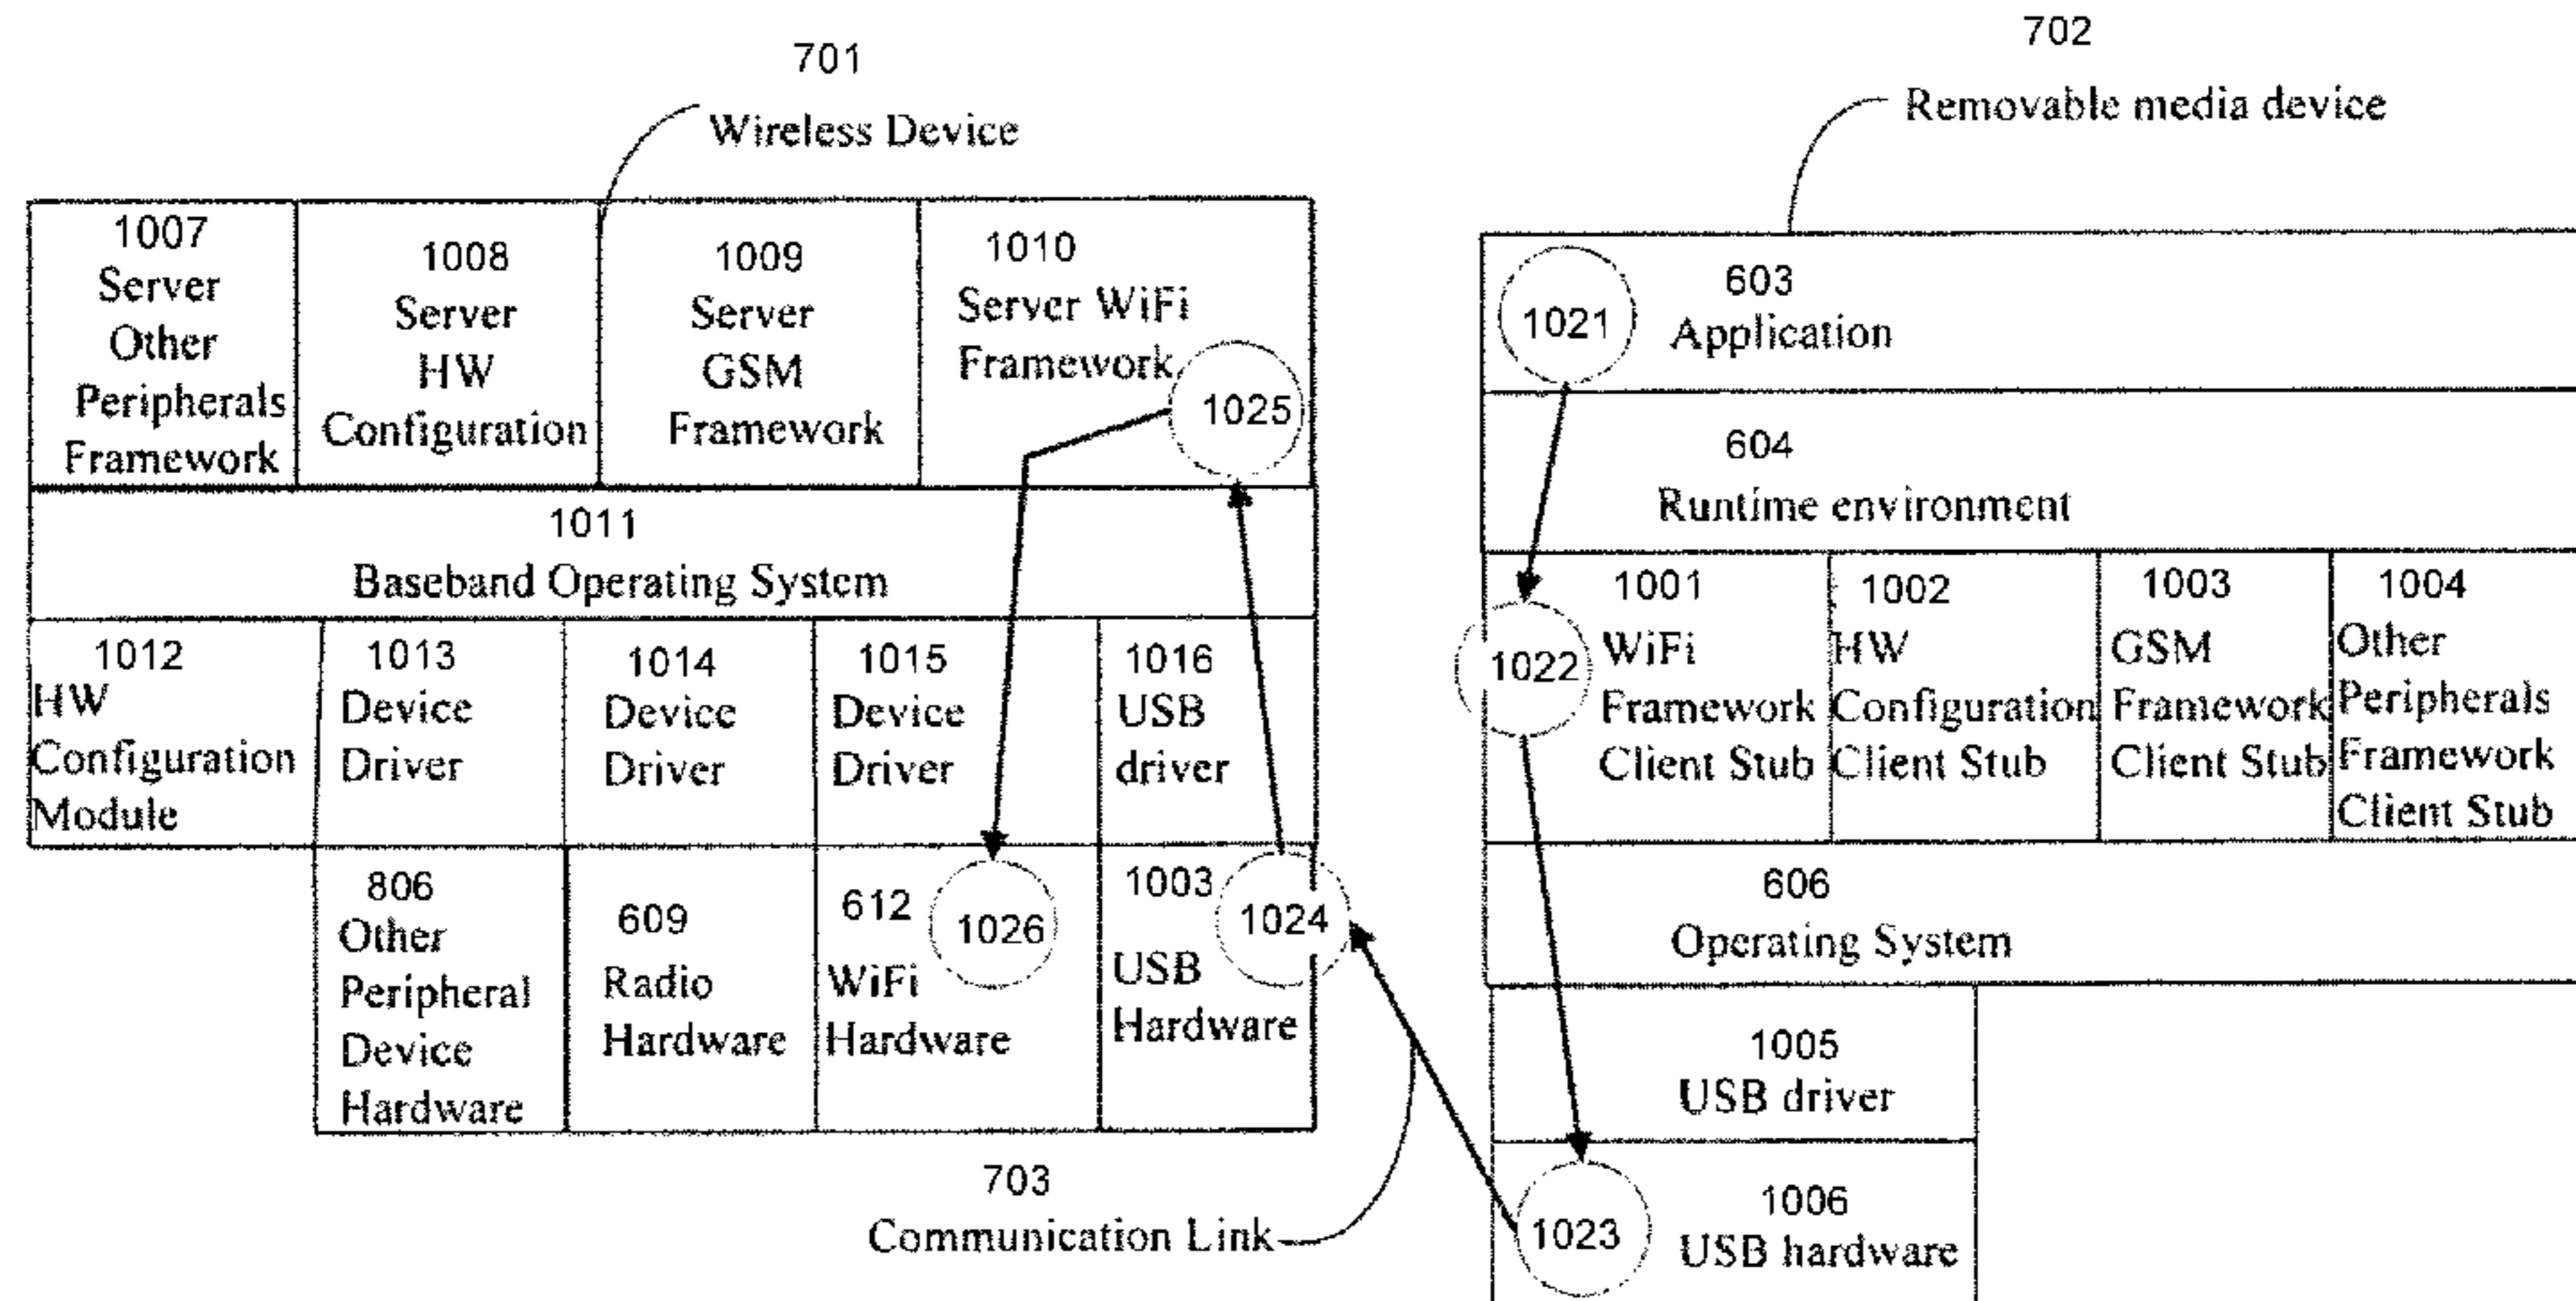 701
Wireless Device
702
Removable media device
1007
Server
Other
Peripherals
Framework
1008
Server
HW
Configuration
1009
Server
GSM
Framework
1010
Server WiFi
Framework
1025
1011
Baseband Operating System
1012
HW
Configuration
Module
1013
Device
Driver
1014
Device
Driver
1015
Device
Driver
1016
USB
driver
806
Other
Peripheral
Device
Hardware
609
Radio
Hardware
612
WiFi
Hardware
1026
1003
USB
Hardware
1024
703
Communication Link
1021
603
Application
604
Runtime environment
1022
1001
WiFi
Framework
Client Stub
1002
HW
Configuration
Client Stub
1003
GSM
Framework
Client Stub
1004
Other
Peripherals
Framework
Client Stub
606
Operating System
1005
USB driver
1023
1006
USB hardware